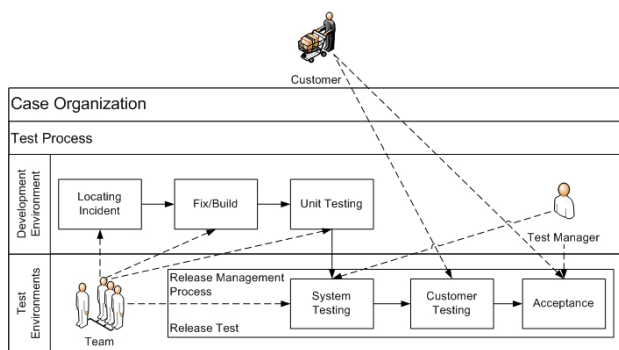 Customer
Case Organization
Test Process
Development
Environment
Locating
Incident
Fix/Build
Unit Testing
Test Manager
Test
Environments
Team
Release Management
Process
Release Test
System
Testing
Customer
Testing
Acceptance